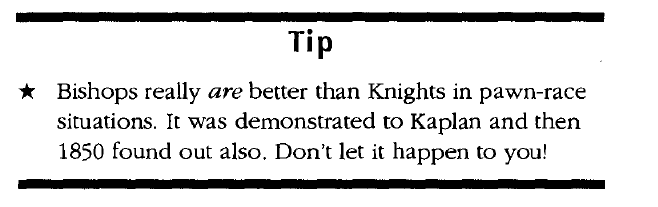 Tip
★ Bishops really are better than Knights in pawn-race
situations. It was demonstrated to Kaplan and then
1850 found out also. Don't let it happen to you!